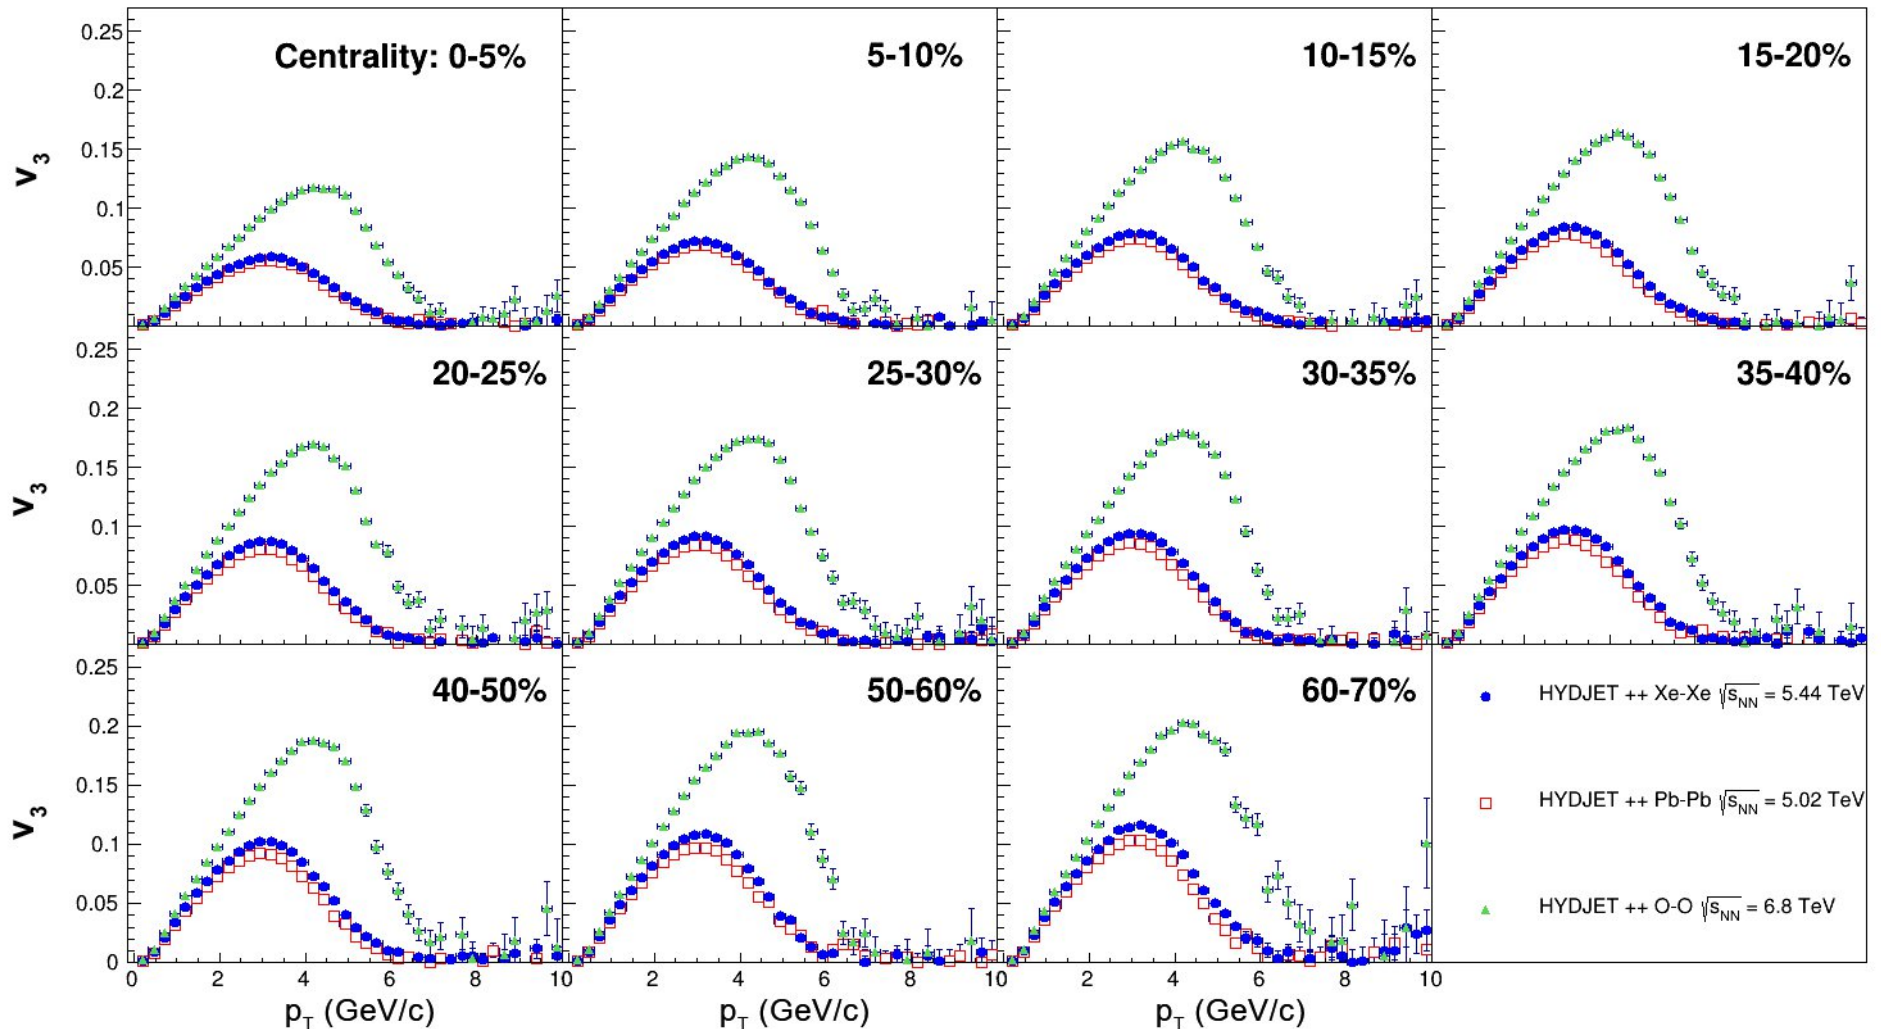 0.25 Centrality: 0-5% 5-10% 10-15% 15-20%
0.2
0.15
v3
0.1
0.05
0.25
20-25% 25-30% 30-35% 35-40%
0.2
0.15
v3
0.1
0.05
0.25
40-50% 50-60% 60-70% HYDJET ++ Xe-Xe √sNN = 5.44 TeV
0.2
0.15
v3 HYDJET ++ Pb-Pb √sNN = 5.02 TeV
0.1
0.05 HYDJET ++ O-O √sNN = 6.8 TeV
0
0 2 4 6 8 10 2 4 6 8 10 2 4 6 8 10
pT (GeV/c) pT (GeV/c) pT (GeV/c)